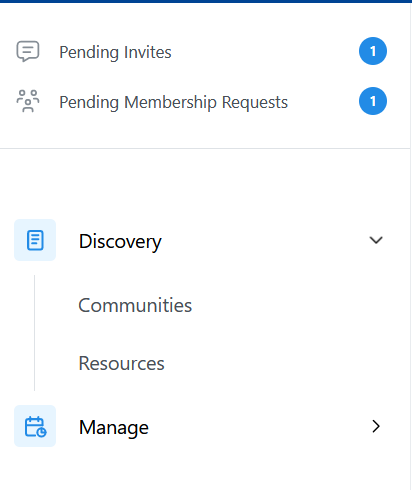 Pending Invites 1
Pending Membership Requests 1
Discovery
Communities
Resources
Manage